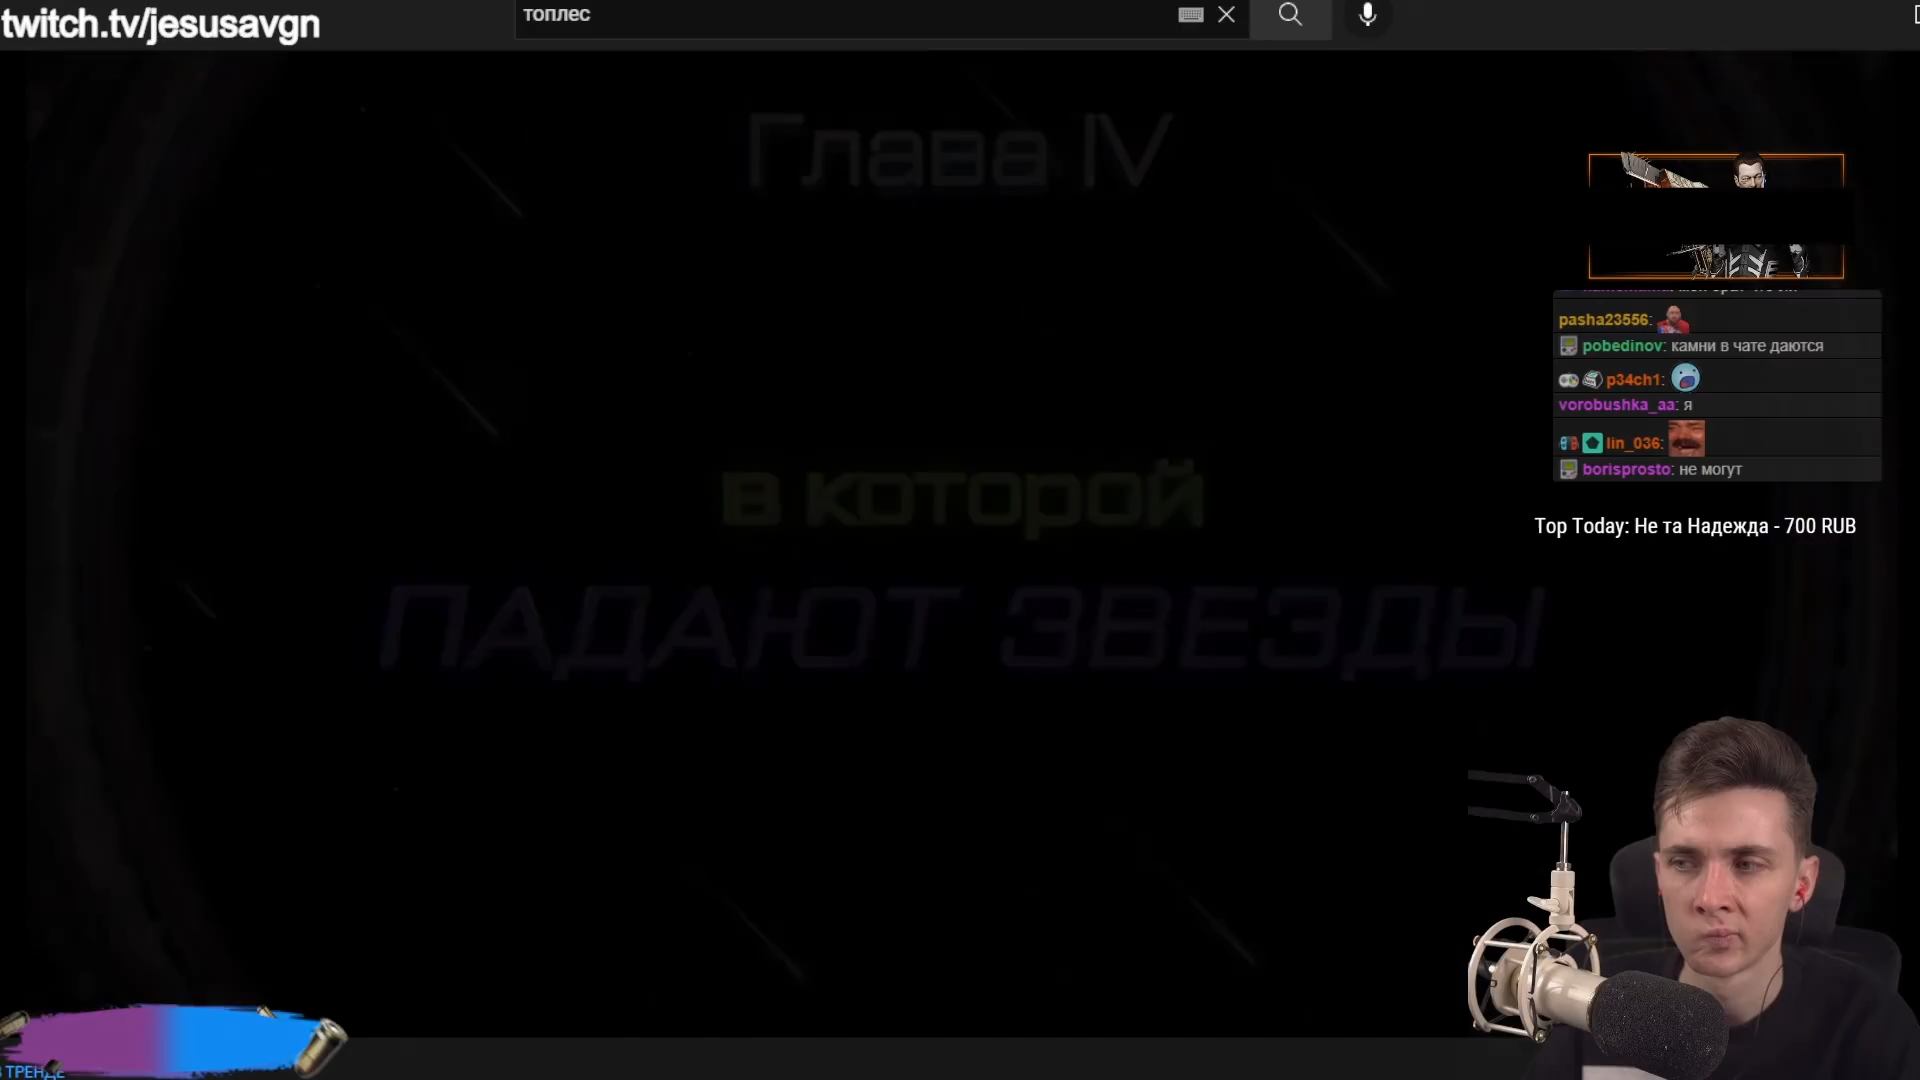 twitch.tv/jesusavgn
топлес
Глава IV
pasha23556:
pobedinov: камни в чате даются
p34ch1:
vorobushka_aa: я
lin_036:
borisprosto: не могут
в которой
Top Today: Не та Надежда - 700 RUB
ПАДАЮТ ЗВЕЗДЫ
В ТРЕНДЕ